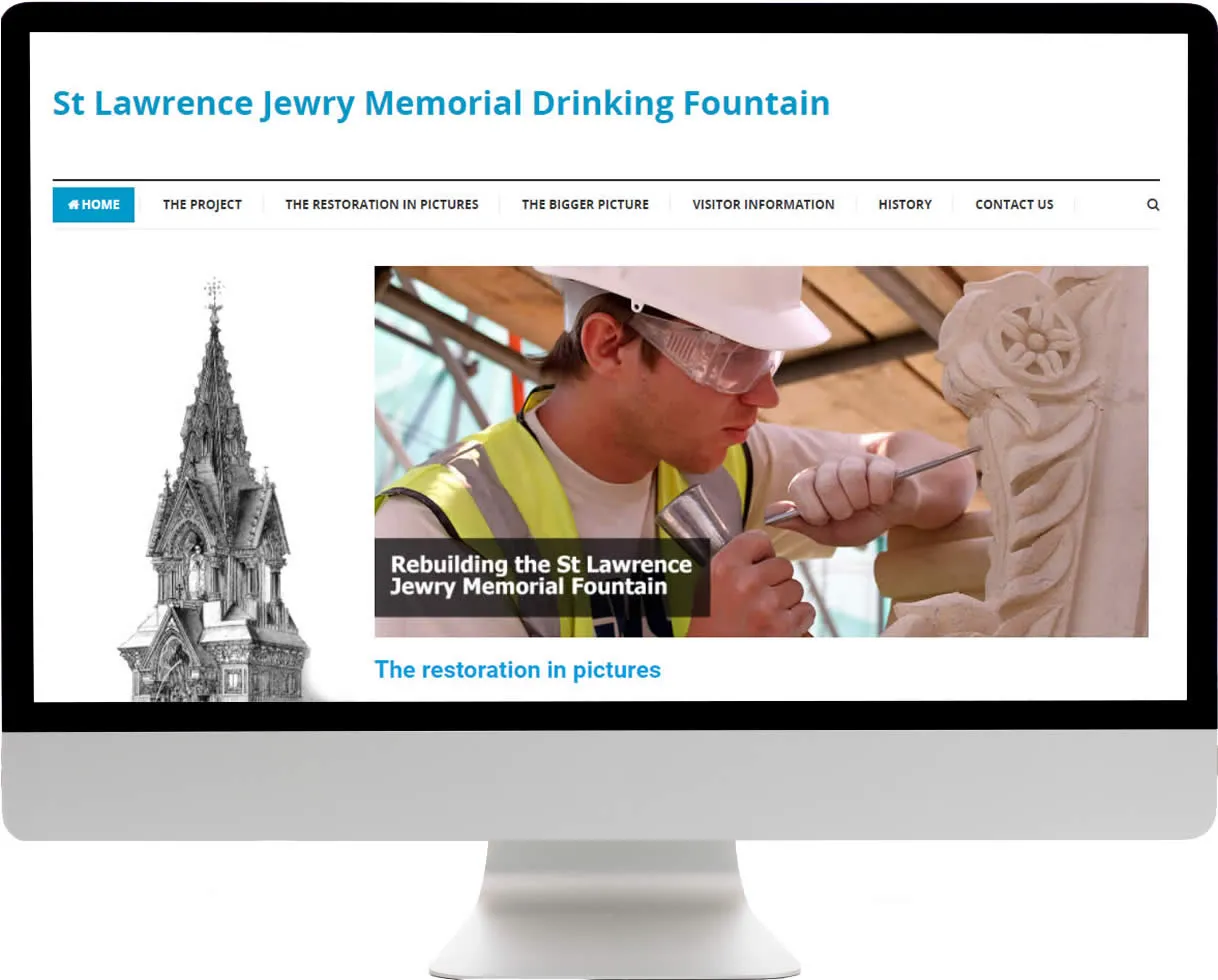 St Lawrence Jewry Memorial Drinking Fountain
HOME THE PROJECT THE RESTORATION IN PICTURES THE BIGGER PICTURE VISITOR INFORMATION HISTORY CONTACT US
Rebuilding the St Lawrence
Jewry Memorial Fountain
The restoration in pictures